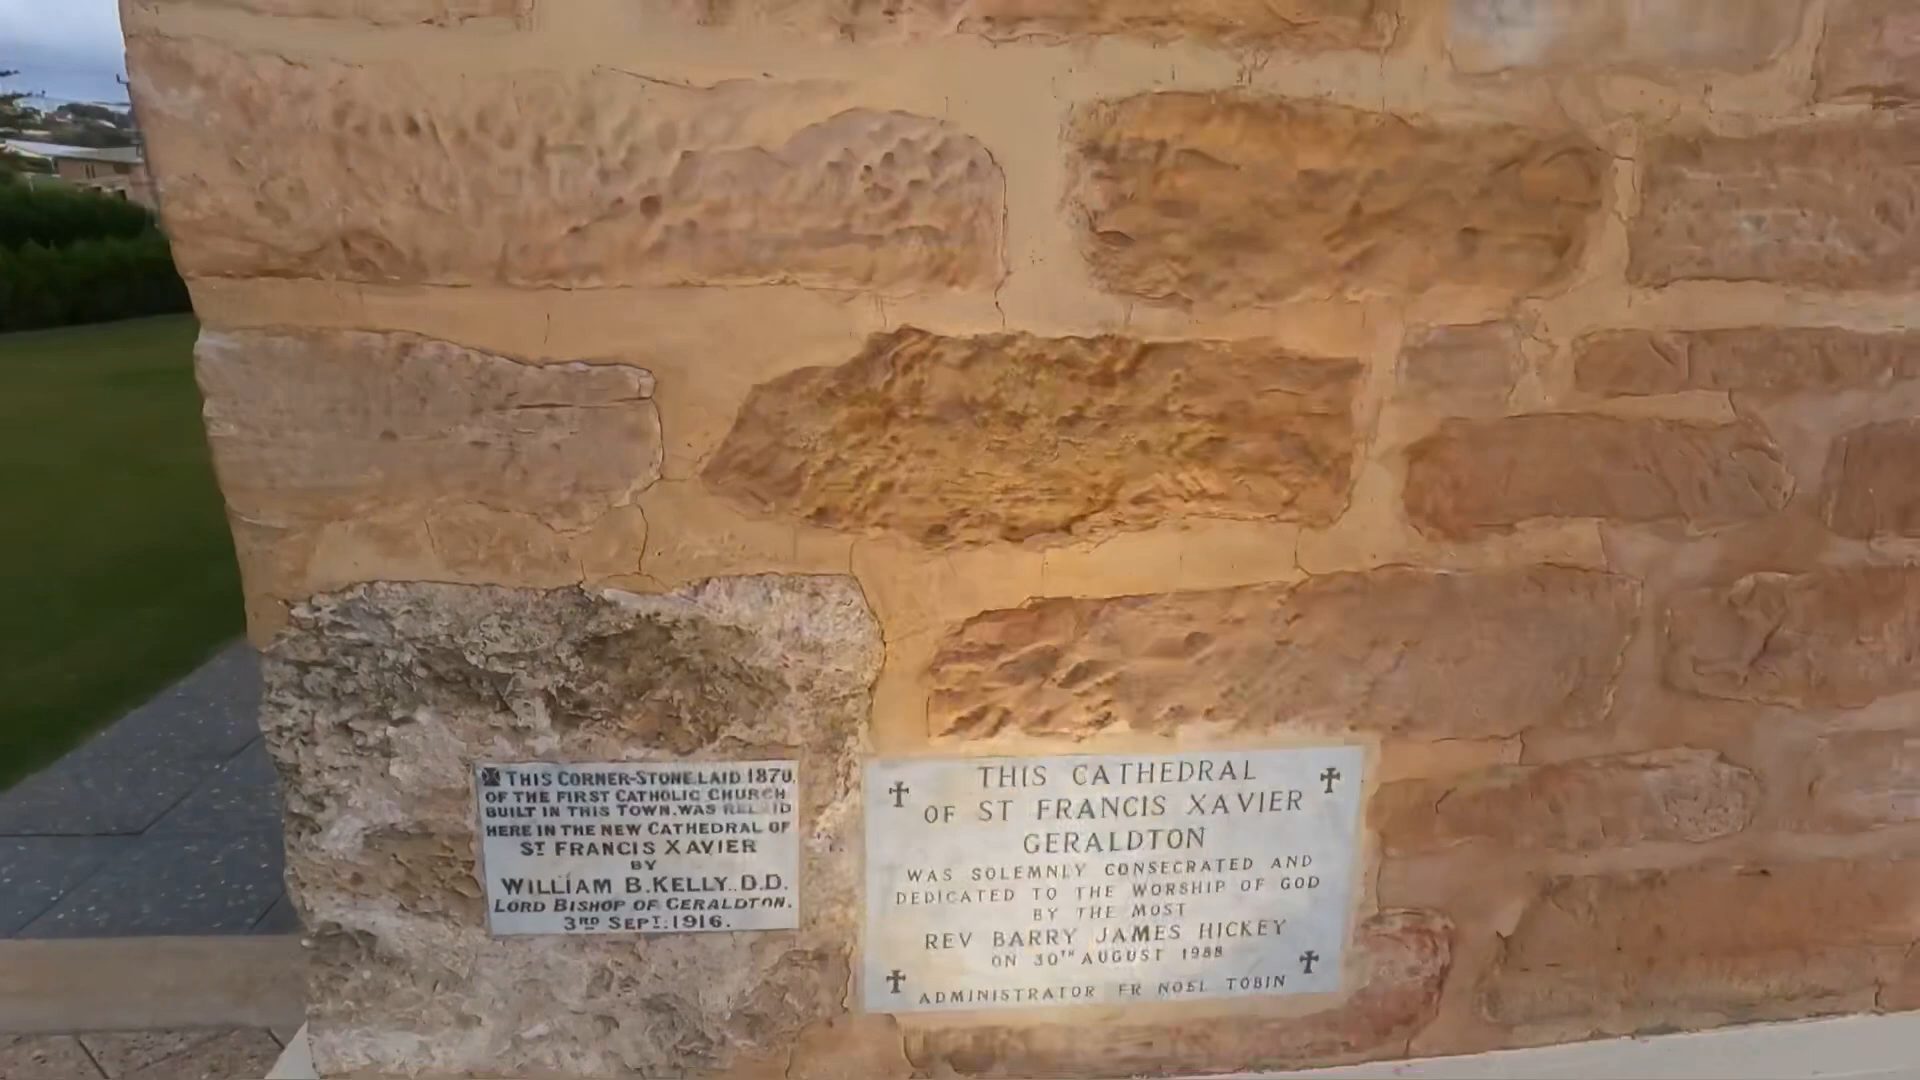 THIS CORNER-STONE, LAID 1870.
OF THE FIRST CATHOLIC CHURCH
BUILT IN THIS TOWN, WAS RELAID
HERE IN THE NEW CATHEDRAL OF
ST FRANCIS XAVIER
BY
WILLIAM B. KELLY., D.D.
LORD BISHOP OF GERALDTON.
3RD SEPT: 1916.
THIS CATHEDRAL
OF ST FRANCIS XAVIER
GERALDTON
WAS SOLEMNLY CONSECRATED AND
DEDICATED TO THE WORSHIP OF GOD
BY THE MOST
REV BARRY JAMES HICKEY
ON 30TH AUGUST 1988
ADMINISTRATOR FR NOEL TOBIN